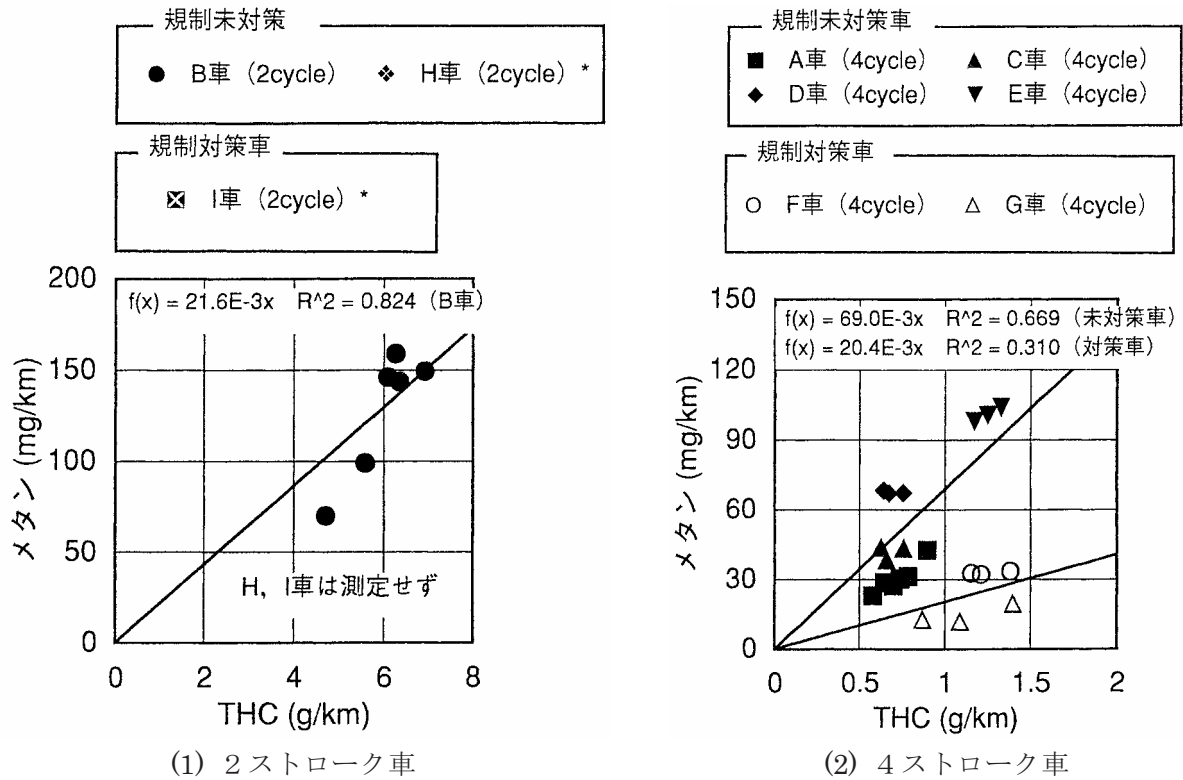 規制未対策
● B車 (2cycle) ❖ H車 (2cycle) *
規制対策車
I車 (2cycle) *
f(x) = 21.6E-3x R^2 = 0.824 (B車)
200
150
100
50
0
メタン (mg/km)
H, I車は測定せず
0 2 4 6 8
THC (g/km)
(1) 2ストローク車
規制未対策車
■ A車 (4cycle) ▲ C車 (4cycle)
◆ D車 (4cycle) ▼ E車 (4cycle)
規制対策車
○ F車 (4cycle) △ G車 (4cycle)
f(x) = 69.0E-3x R^2 = 0.669 (未対策車)
f(x) = 20.4E-3x R^2 = 0.310 (対策車)
150
120
90
60
30
0
メタン (mg/km)
0 0.5 1 1.5 2
THC (g/km)
(2) 4ストローク車